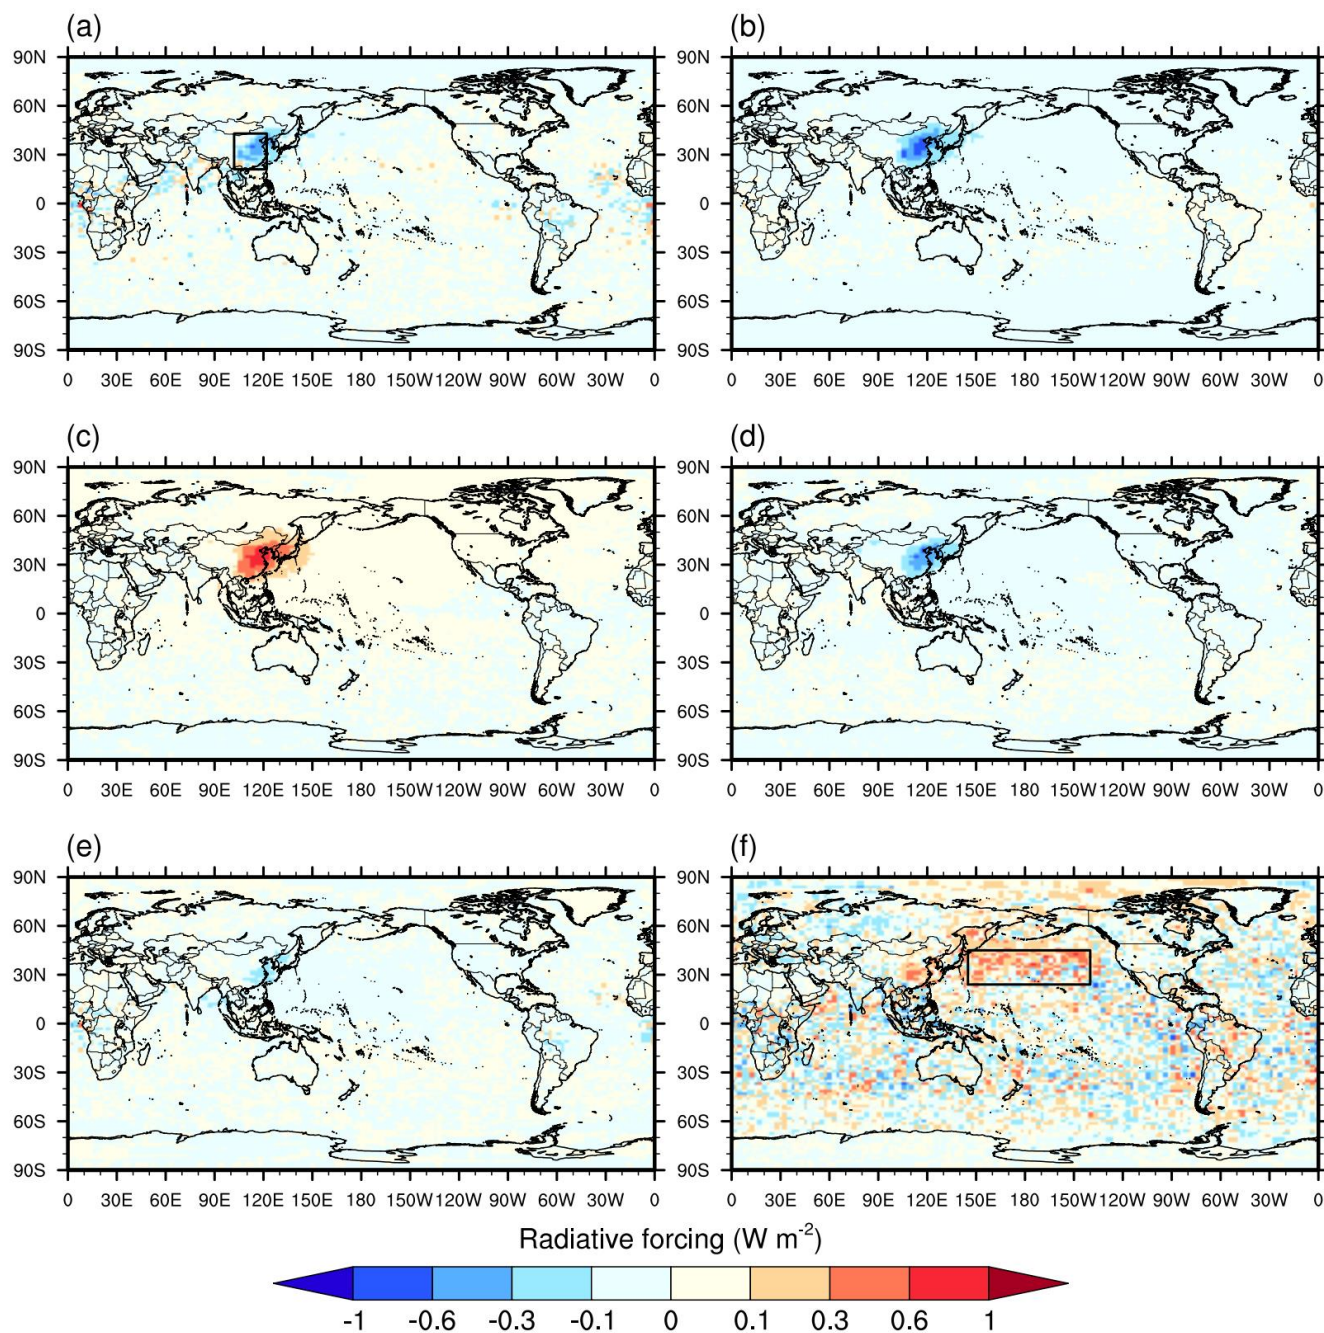 (a) (b)
90N 90N
60N 60N
30N 30N
0 0
30S 30S
60S 60S
90S 90S
0 30E 60E 90E 120E 150E 180 150W 120W 90W 60W 30W 0 0 30E 60E 90E 120E 150E 180 150W 120W 90W 60W 30W 0
(c) (d)
90N 90N
60N 60N
30N 30N
0 0
30S 30S
60S 60S
90S 90S
0 30E 60E 90E 120E 150E 180 150W 120W 90W 60W 30W 0 0 30E 60E 90E 120E 150E 180 150W 120W 90W 60W 30W 0
(e) (f)
90N 90N
60N 60N
30N 30N
0 0
30S 30S
60S 60S
90S 90S
0 30E 60E 90E 120E 150E 180 150W 120W 90W 60W 30W 0 0 30E 60E 90E 120E 150E 180 150W 120W 90W 60W 30W 0
Radiative forcing (W m⁻²)
-1 -0.6 -0.3 -0.1 0 0.1 0.3 0.6 1